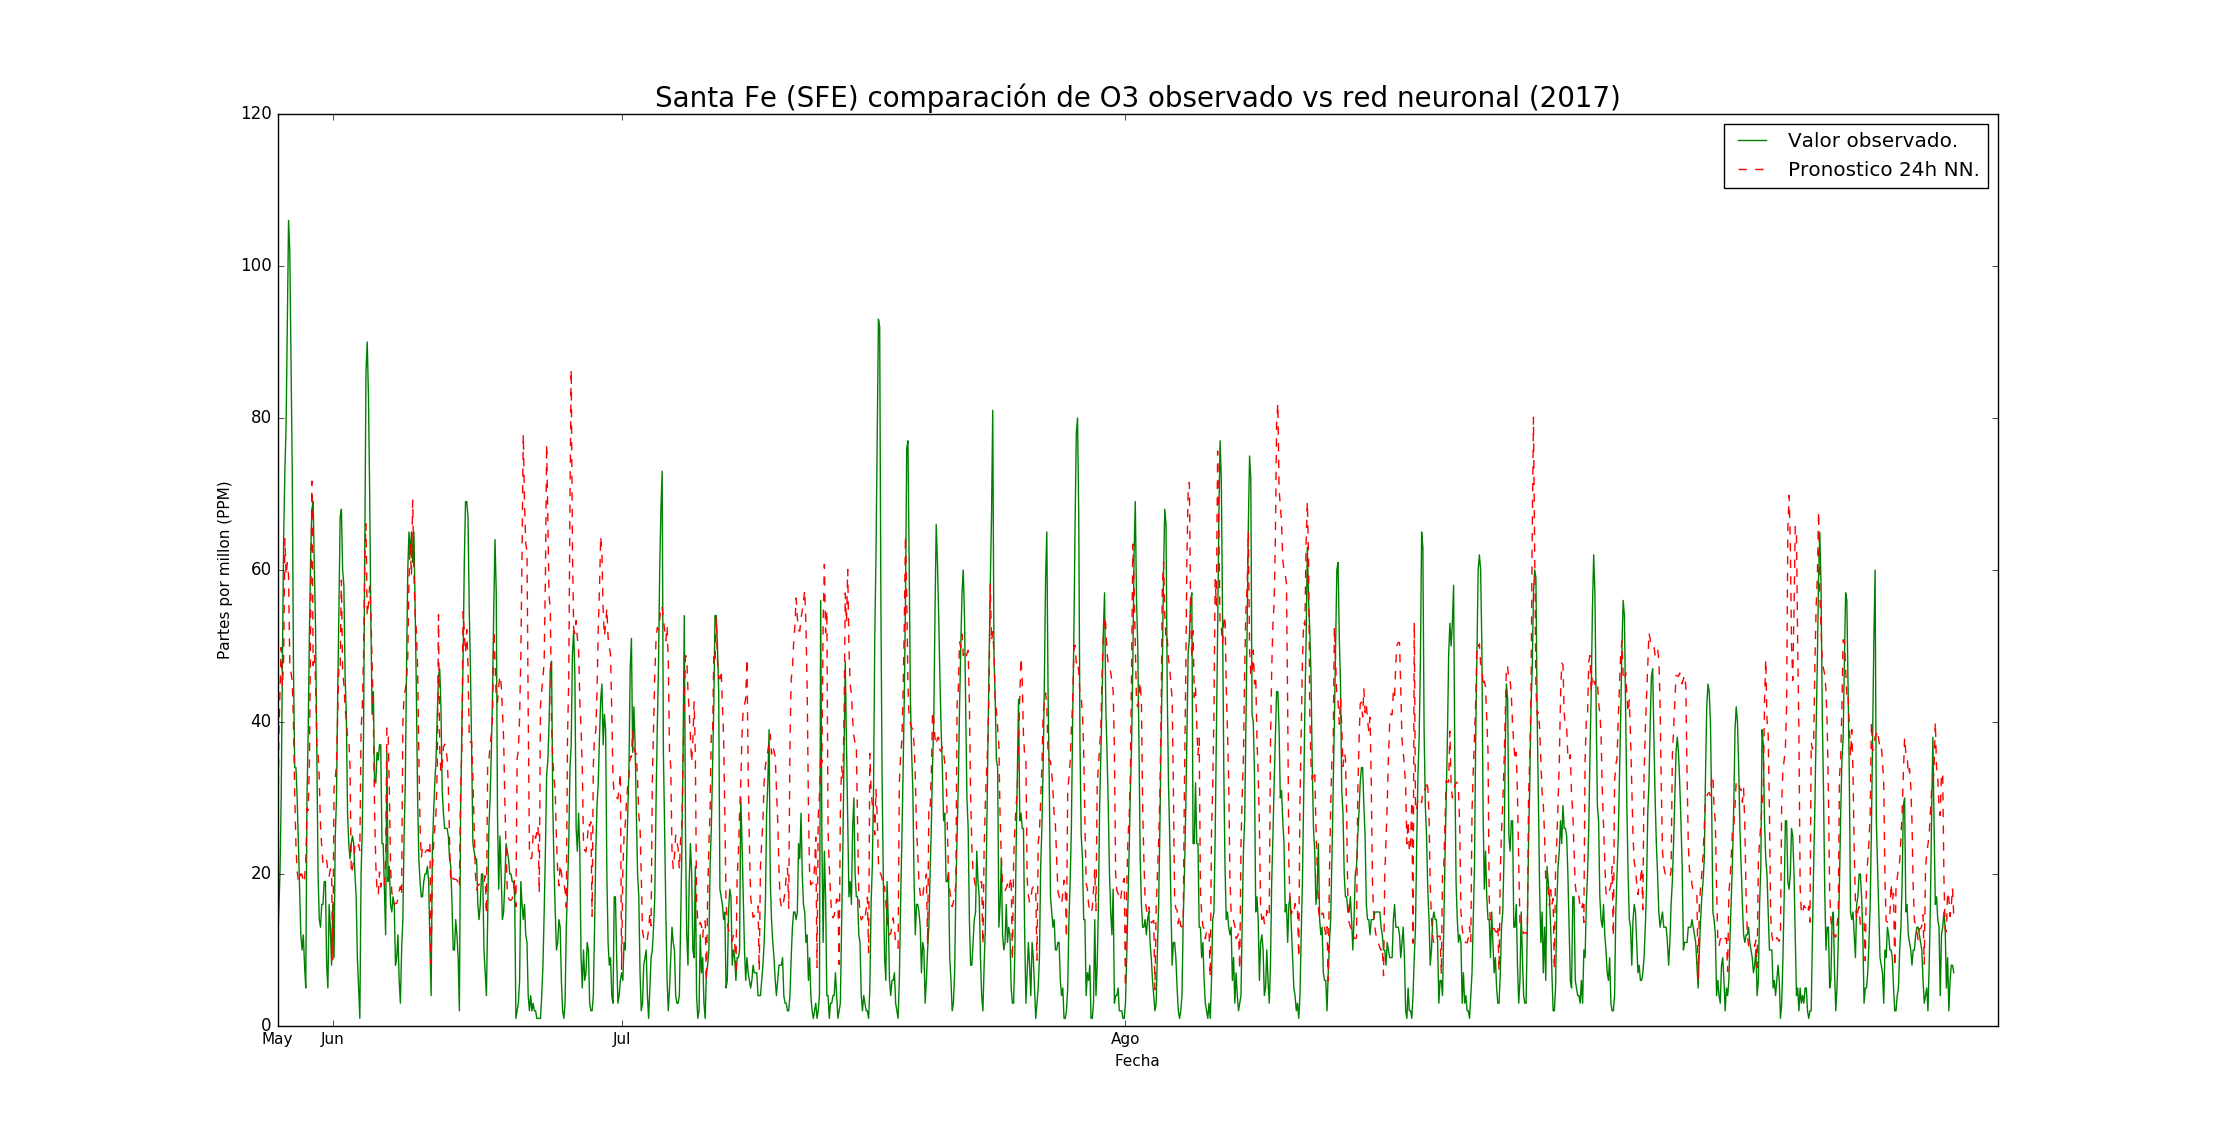 Santa Fe (SFE) comparación de O3 observado vs red neuronal (2017)
120
100
80
60
40
20
0
Partes por millon (PPM)
Valor observado.
Pronostico 24h NN.
May
Jun
Jul
Ago
Fecha